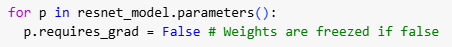 for p in resnet_model.parameters():
  p.requires_grad = False # Weights are freezed if false